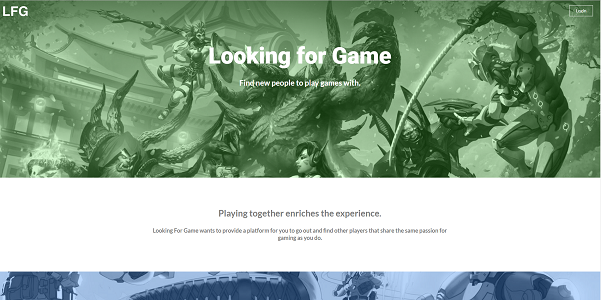 LFG
Login
Looking for Game
Find new people to play games with.
Playing together enriches the experience.
Looking For Game wants to provide a platform for you to go out and find other players that share the same passion for
gaming as you do.